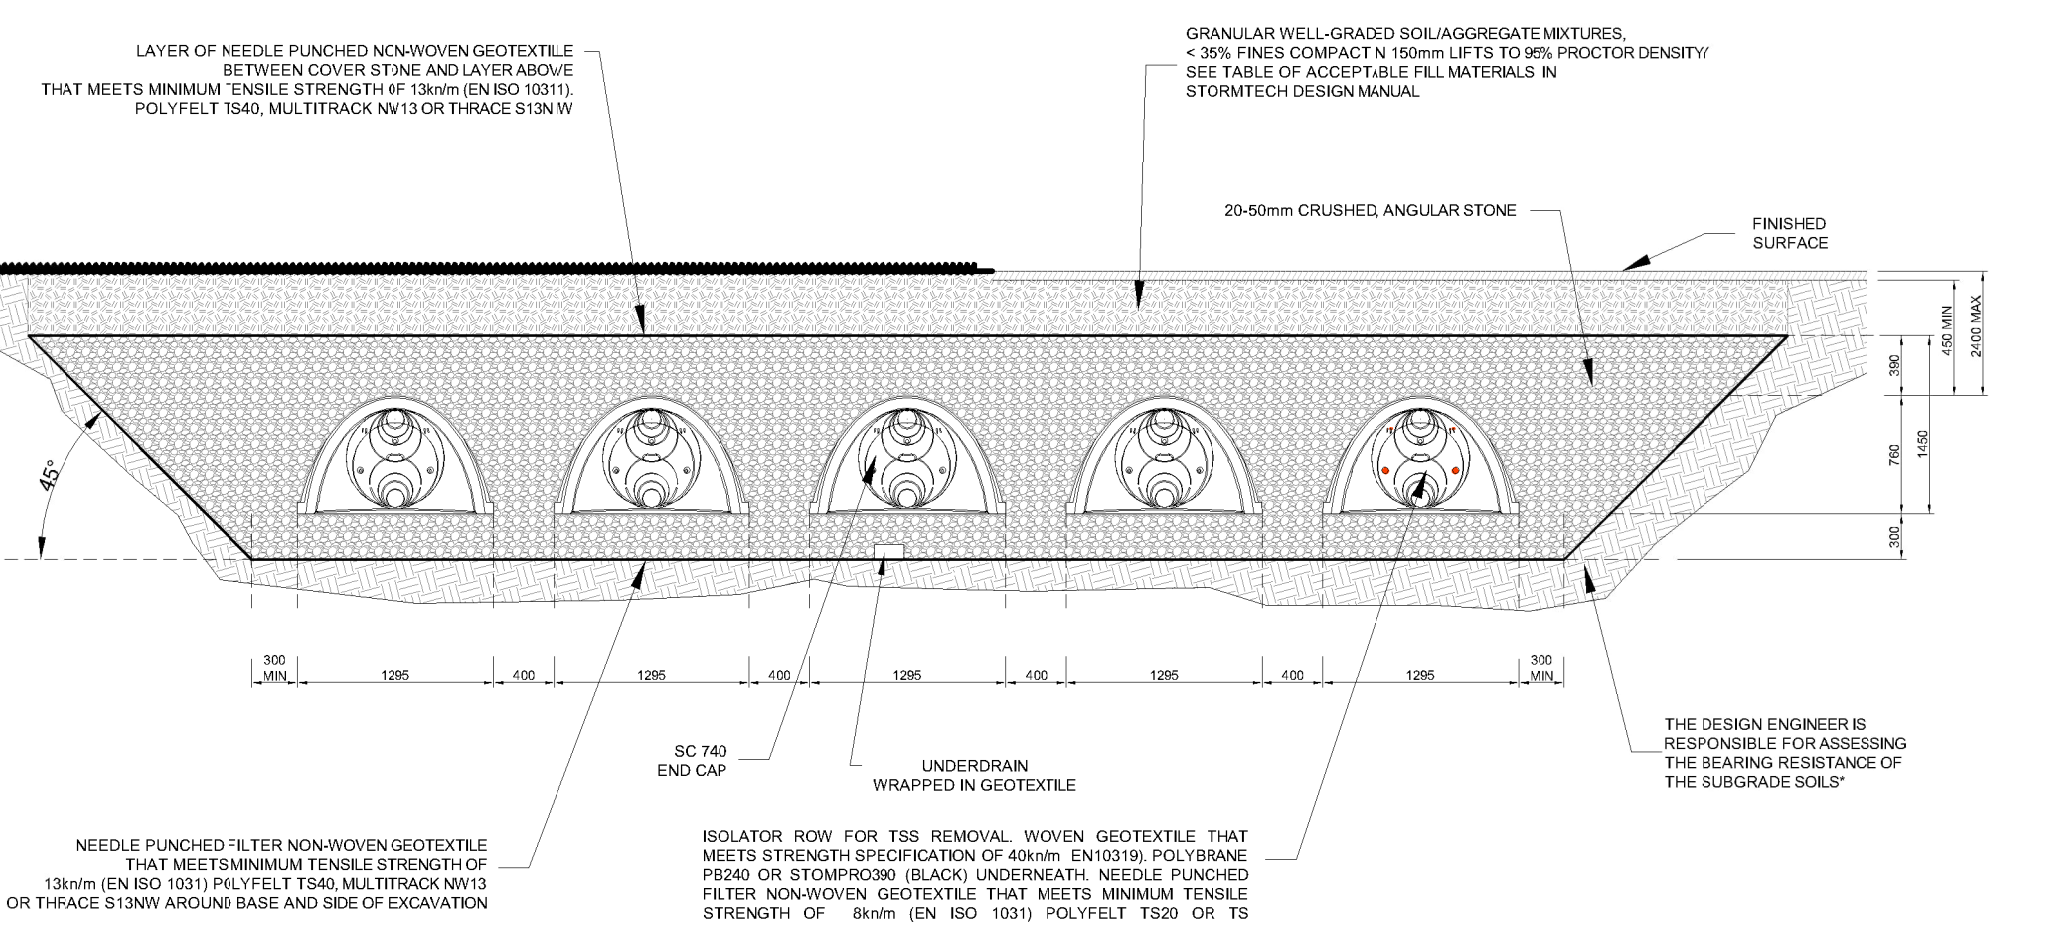 LAYER OF NEEDLE PUNCHED NON-WOVEN GEOTEXTILE
BETWEEN COVER STONE AND LAYER ABOVE
THAT MEETS MINIMUM TENSILE STRENGTH OF 13kn/m (EN ISO 10311).
POLYFELT TS40, MULTITRACK NW13 OR THRACE S13NW
GRANULAR WELL-GRADED SOIL/AGGREGATE MIXTURES,
< 35% FINES COMPACT N 150mm LIFTS TO 95% PROCTOR DENSITY/
SEE TABLE OF ACCEPTABLE FILL MATERIALS IN
STORMTECH DESIGN MANUAL
20-50mm CRUSHED, ANGULAR STONE
FINISHED
SURFACE
450 MIN
2400 MAX
390
760
1450
300
45°
300
MIN
1295
400
1295
400
1295
400
1295
400
1295
300
MIN
SC 740
END CAP
UNDERDRAIN
WRAPPED IN GEOTEXTILE
THE DESIGN ENGINEER IS
RESPONSIBLE FOR ASSESSING
THE BEARING RESISTANCE OF
THE SUBGRADE SOILS*
NEEDLE PUNCHED FILTER NON-WOVEN GEOTEXTILE
THAT MEETS MINIMUM TENSILE STRENGTH OF
13kn/m (EN ISO 1031) POLYFELT TS40, MULTITRACK NW13
OR THRACE S13NW AROUND BASE AND SIDE OF EXCAVATION
ISOLATOR ROW FOR TSS REMOVAL. WOVEN GEOTEXTILE THAT
MEETS STRENGTH SPECIFICATION OF 40kn/m EN10319). POLYBRANE
PB240 OR STOMPRO390 (BLACK) UNDERNEATH. NEEDLE PUNCHED
FILTER NON-WOVEN GEOTEXTILE THAT MEETS MINIMUM TENSILE
STRENGTH OF 8kn/m (EN ISO 1031) POLYFELT TS20 OR TS